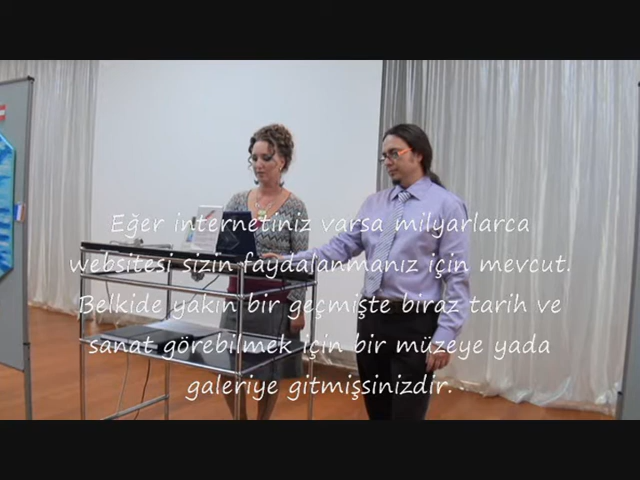 Eğer internetiniz varsa milyarlarca
websitesi sizin faydalanmanız için mevcut.
Belkide yakın bir geçmişte biraz tarih ve
sanat görebilmek için bir müzeye yada
galeriye gitmişsinizdir.